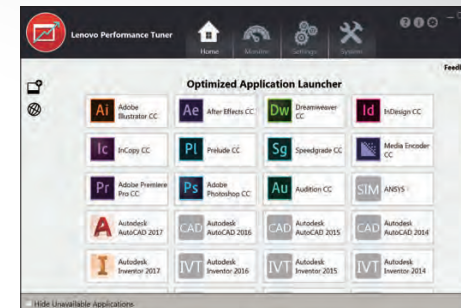 Lenovo Performance Tuner
Home
Monitor
Settings
System
Feedb
Optimized Application Launcher
Ai
Adobe
Illustrator CC
Ae
After Effects CC
Dw
Dreamweaver
CC
Id
InDesign CC
Ic
InCopy CC
Pl
Prelude CC
Sg
Speedgrade CC
Media Encoder
CC
Pr
Adobe Premiere
Pro CC
Ps
Adobe
Photoshop CC
Au
Audition CC
SIM
ANSYS
Autodesk
AutoCAD 2017
CAD
Autodesk
AutoCAD 2016
CAD
Autodesk
AutoCAD 2015
CAD
Autodesk
AutoCAD 2014
Autodesk
Inventor 2017
IVT
Autodesk
Inventor 2016
IVT
Autodesk
Inventor 2015
IVT
Autodesk
Inventor 2014
Hide Unavailable Applications